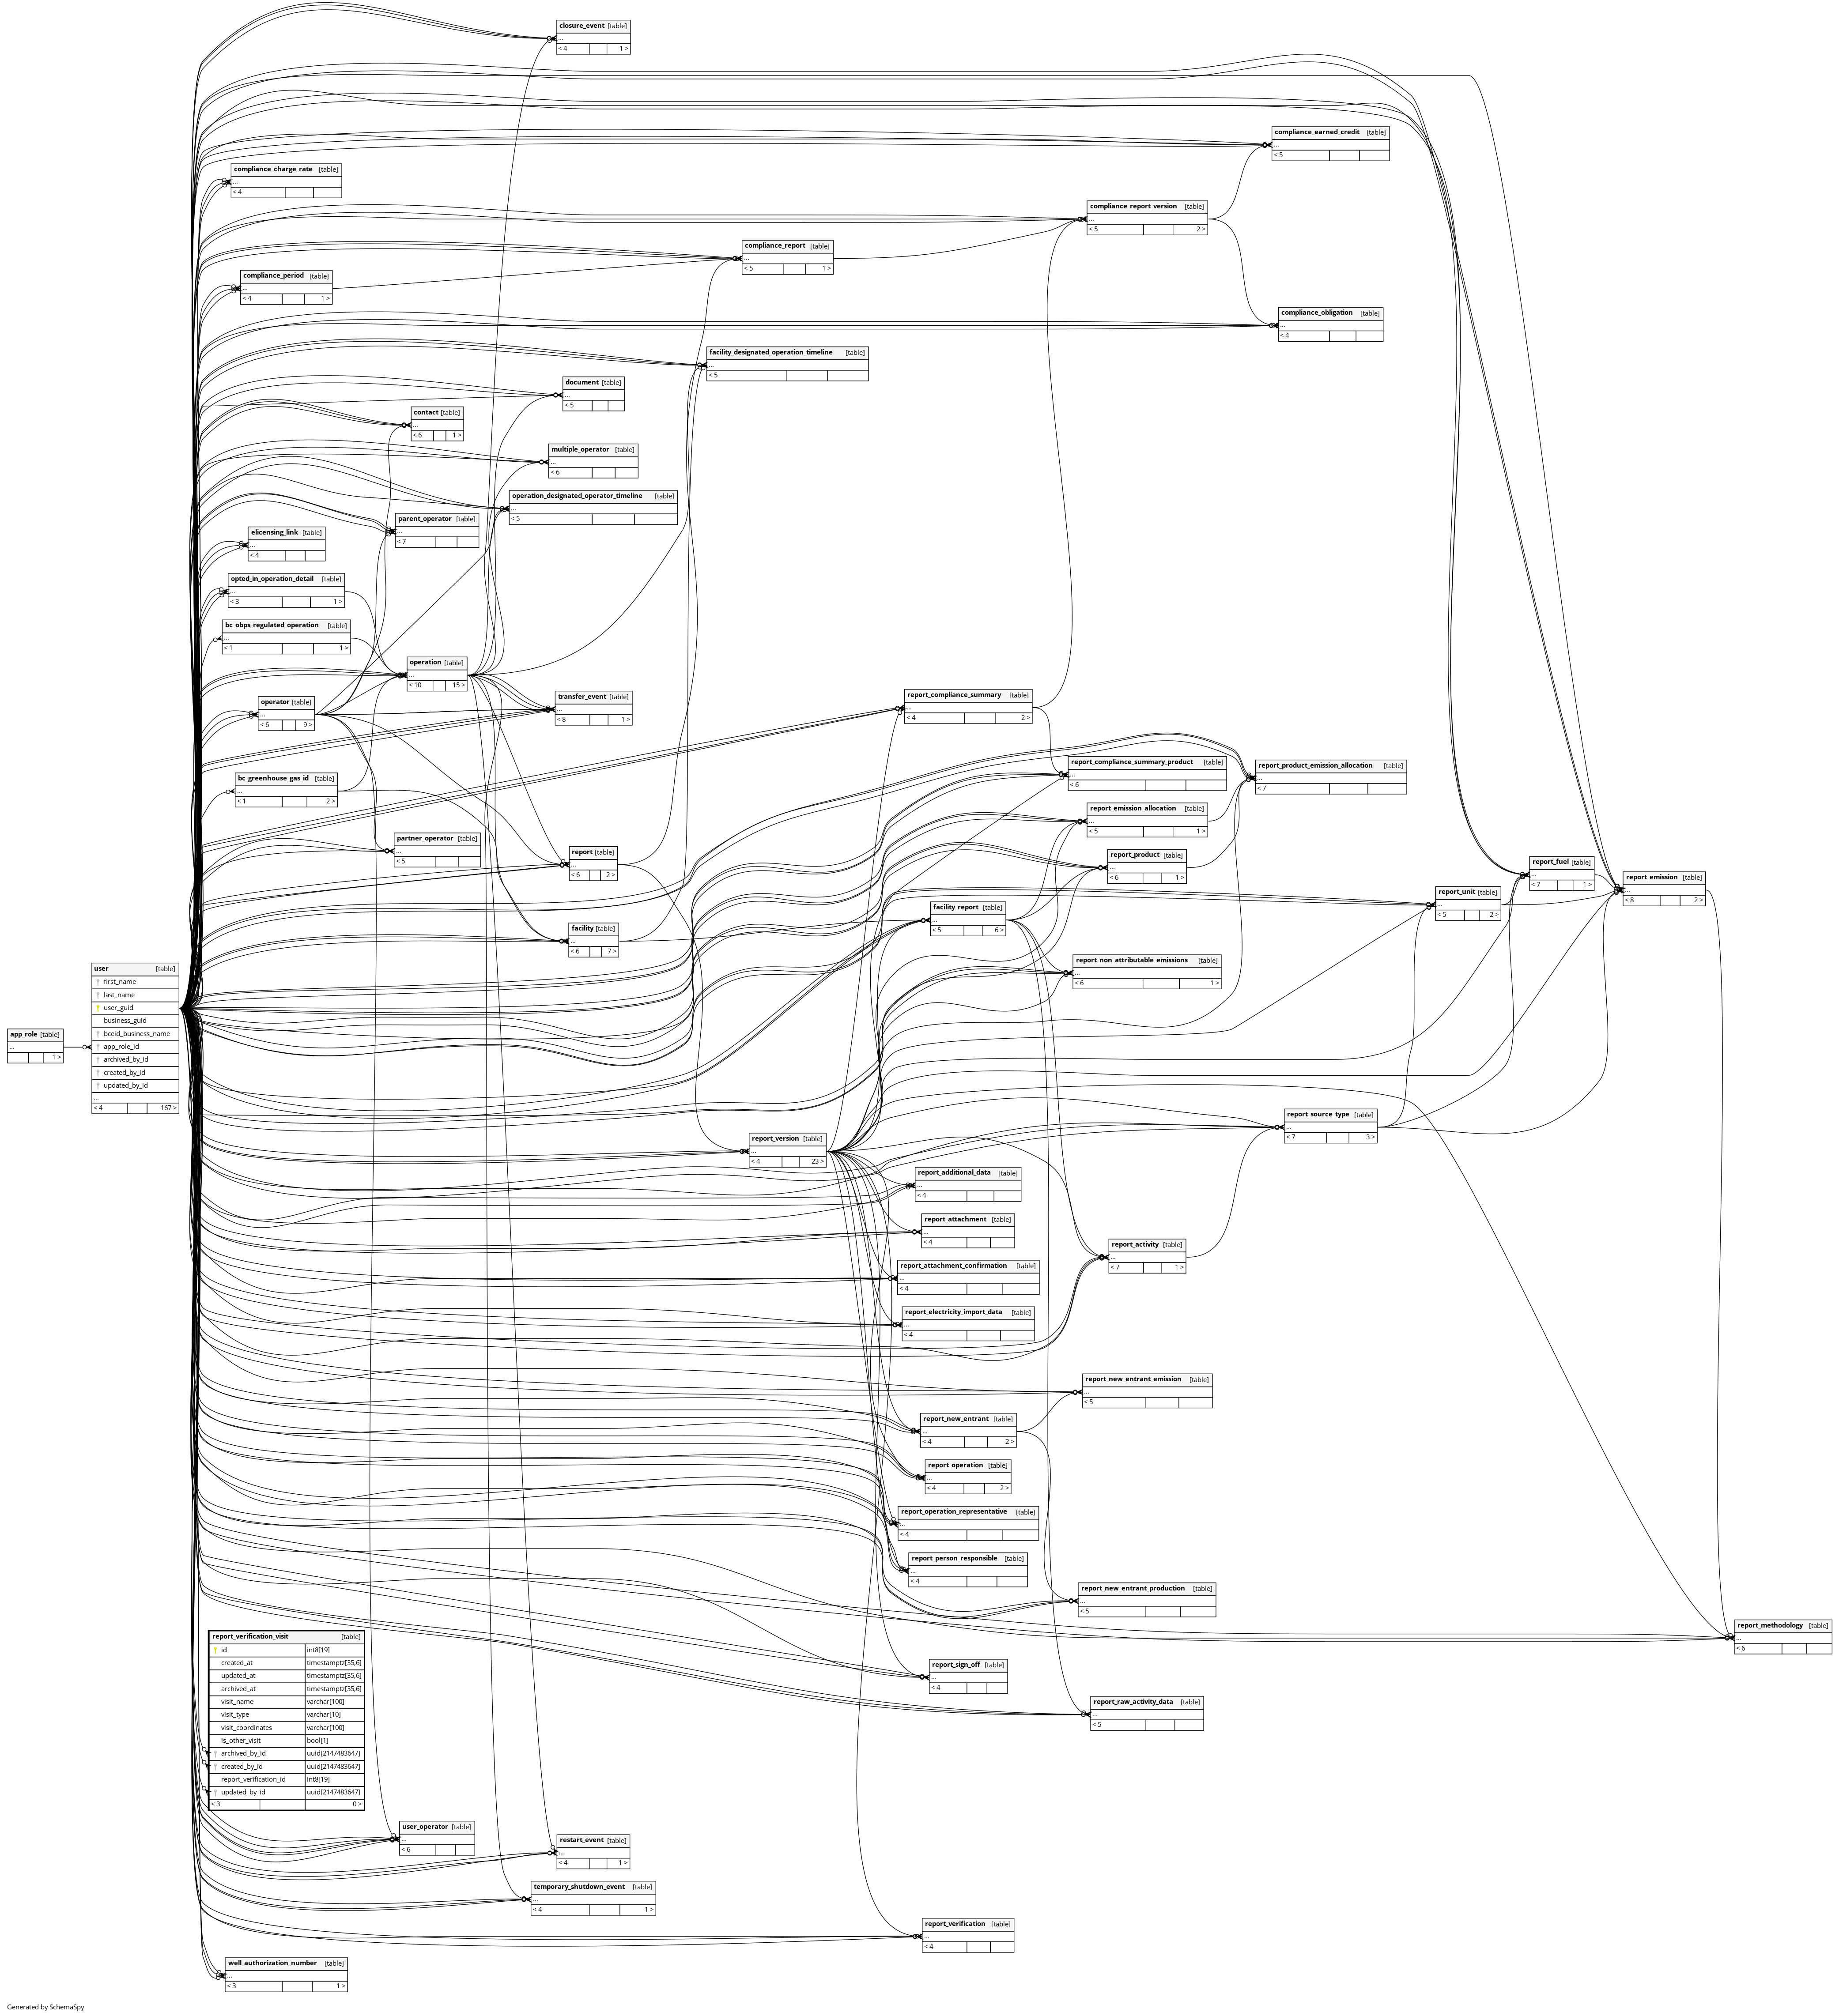 closure_event [table]
...
< 4 1 >
compliance_earned_credit [table]
...
< 5
compliance_charge_rate [table]
...
< 4
compliance_report_version [table]
...
< 5 2 >
compliance_report [table]
...
< 5 1 >
compliance_period [table]
...
< 4 1 >
compliance_obligation [table]
...
< 4
facility_designated_operation_timeline [table]
...
< 5
document [table]
...
< 5
contact [table]
...
< 6 1 >
multiple_operator [table]
...
< 6
operation_designated_operator_timeline [table]
...
< 5
parent_operator [table]
...
< 7
elicensing_link [table]
...
< 4
opted_in_operation_detail [table]
...
< 3 1 >
bc_obps_regulated_operation [table]
...
< 1 1 >
operation [table]
...
< 10 15 >
operator [table]
...
< 6 9 >
transfer_event [table]
...
< 8 1 >
report_compliance_summary [table]
...
< 4 2 >
report_compliance_summary_product [table]
...
< 6
report_product_emission_allocation [table]
...
< 7
bc_greenhouse_gas_id [table]
...
< 1 2 >
report_emission_allocation [table]
...
< 5 1 >
partner_operator [table]
...
< 5
report [table]
...
< 6 2 >
report_product [table]
...
< 6 1 >
report_fuel [table]
...
< 7 1 >
report_emission [table]
...
< 8 2 >
report_unit [table]
...
< 5 2 >
facility_report [table]
...
< 5 6 >
facility [table]
...
< 6 7 >
report_non_attributable_emissions [table]
...
< 6 1 >
user [table]
first_name
last_name
user_guid
business_guid
bceid_business_name
app_role_id
archived_by_id
created_by_id
updated_by_id
...
< 4 167 >
app_role [table]
...
1 >
report_source_type [table]
...
< 7 3 >
report_version [table]
...
< 4 23 >
report_additional_data [table]
...
< 4
report_attachment [table]
...
< 4
report_activity [table]
...
< 7 1 >
report_attachment_confirmation [table]
...
< 4
report_electricity_import_data [table]
...
< 4
report_new_entrant_emission [table]
...
< 5
report_new_entrant [table]
...
< 4 2 >
report_operation [table]
...
< 4 2 >
report_operation_representative [table]
...
< 4
report_person_responsible [table]
...
< 4
report_new_entrant_production [table]
...
< 5
report_methodology [table]
...
< 6
report_verification_visit [table]
id int8[19]
created_at timestamptz[35,6]
updated_at timestamptz[35,6]
archived_at timestamptz[35,6]
visit_name varchar[100]
visit_type varchar[10]
visit_coordinates varchar[100]
is_other_visit bool[1]
archived_by_id uuid[2147483647]
created_by_id uuid[2147483647]
report_verification_id int8[19]
updated_by_id uuid[2147483647]
< 3 0 >
report_sign_off [table]
...
< 4
report_raw_activity_data [table]
...
< 5
user_operator [table]
...
< 6
restart_event [table]
...
< 4 1 >
temporary_shutdown_event [table]
...
< 4 1 >
report_verification [table]
...
< 4
well_authorization_number [table]
...
< 3 1 >
Generated by SchemaSpy